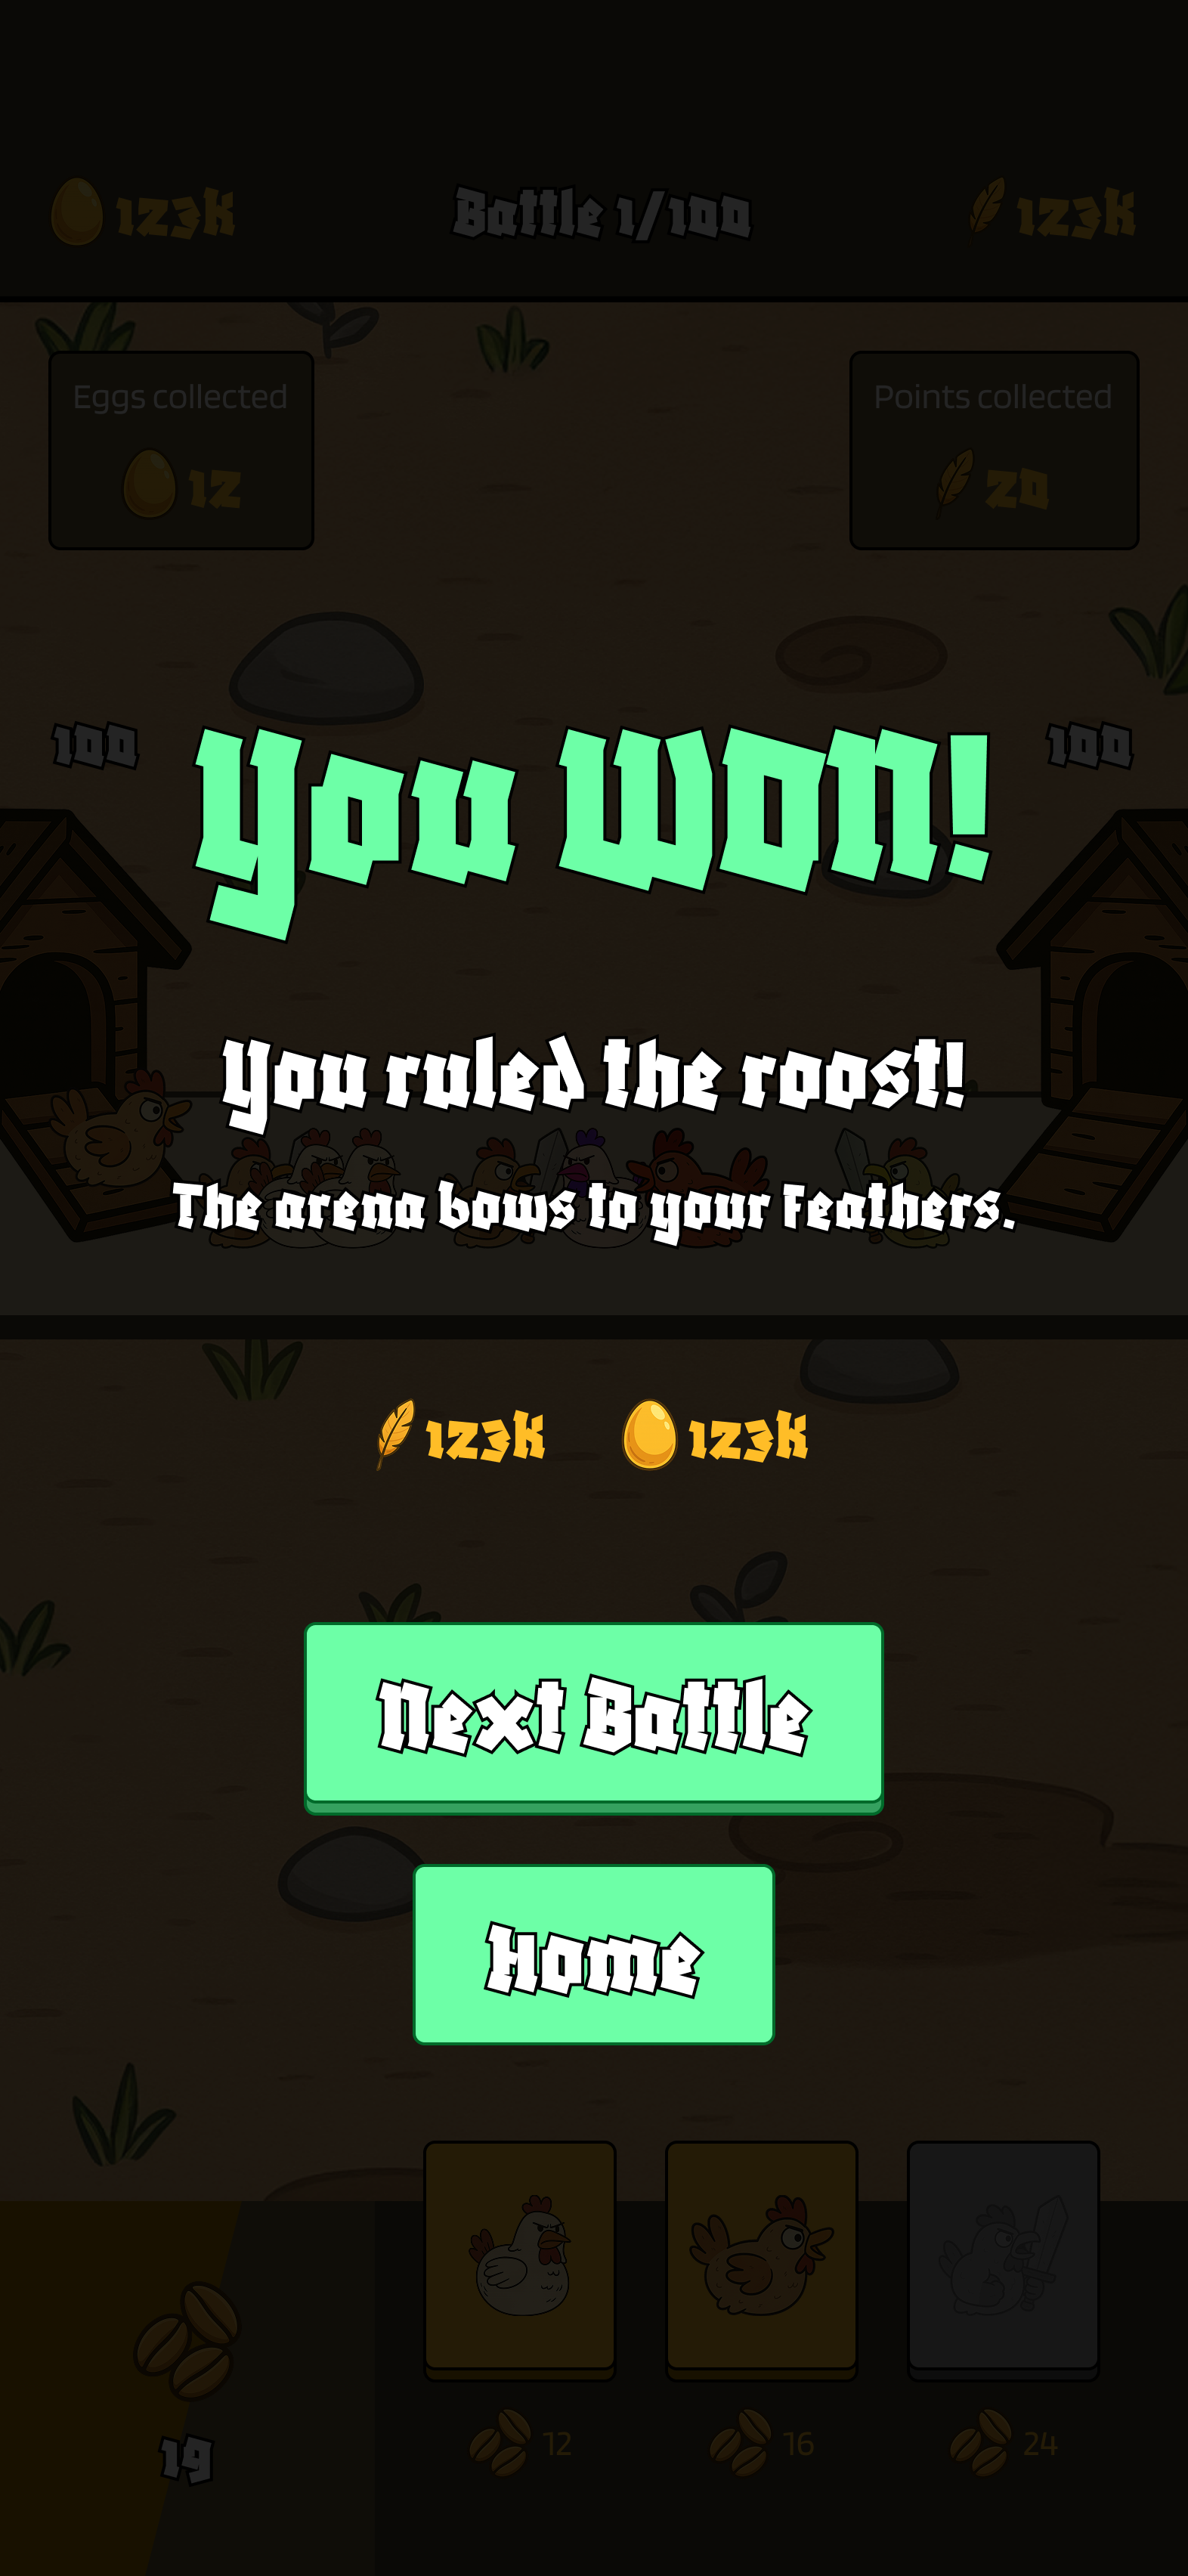 123K
Battle 1/100
123K
Eggs collected
Points collected
12
20
100
100
You Won!
You ruled the roost!
The arena bows to your feathers.
123K
123K
Next Battle
Home
19
12
16
24